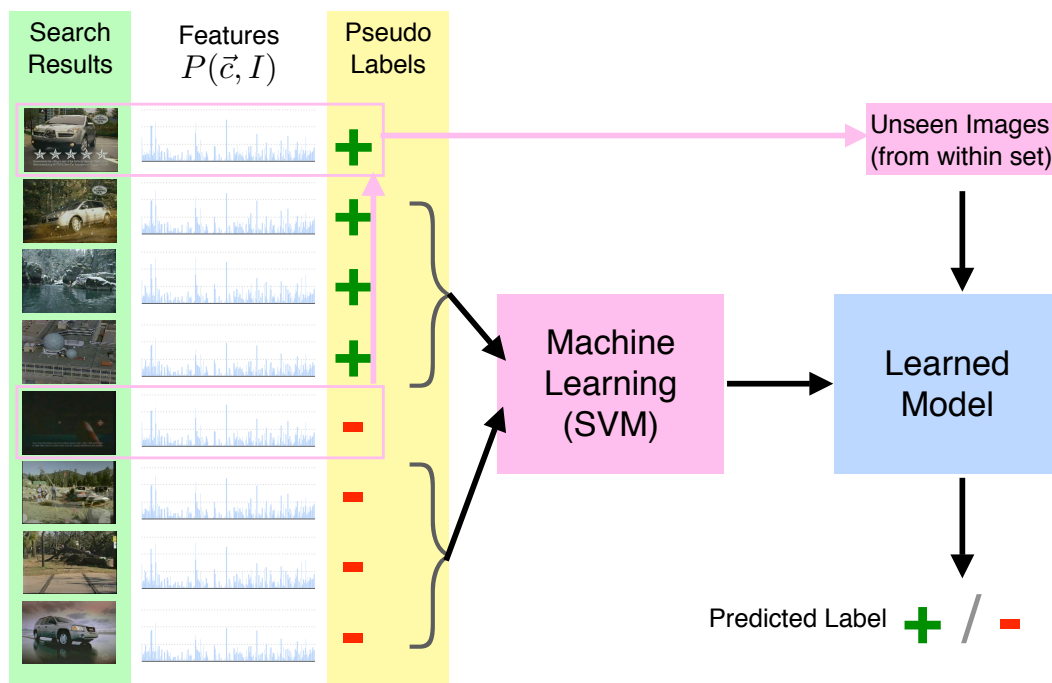 Search
Results
Features
P(c⃗, I)
Pseudo
Labels
Unseen Images
(from within set)
Machine
Learning
(SVM)
Learned
Model
Predicted Label + / -